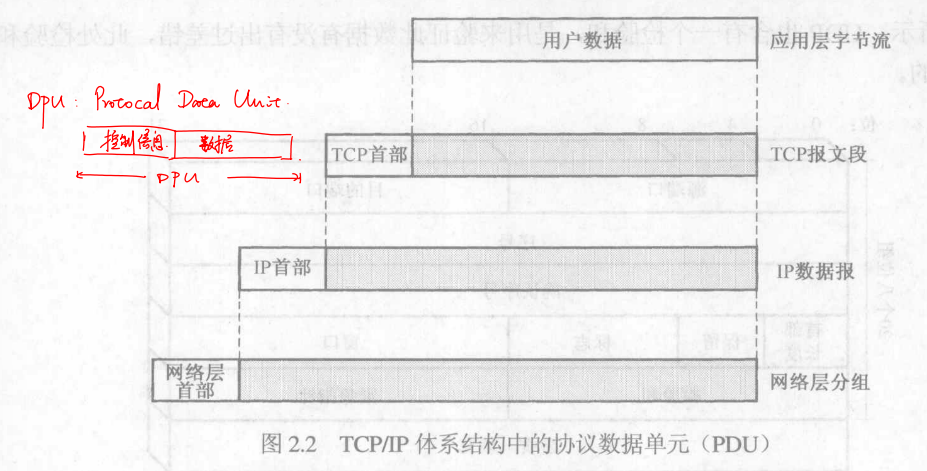 用户数据 应用层字节流
DPU: Protocal Data Unit.
控制信息 数据
DPU
TCP首部 TCP报文段
IP首部 IP数据报
网络层首部 网络层分组
图 2.2 TCP/IP 体系结构中的协议数据单元（PDU）